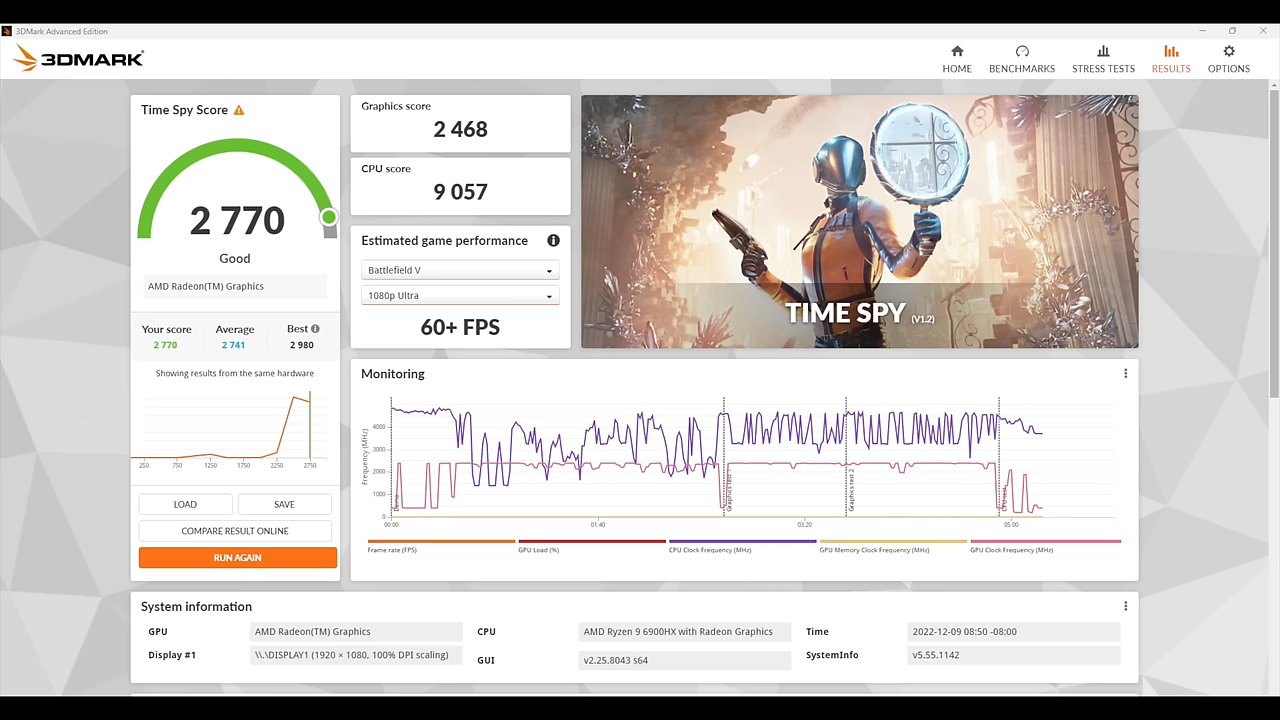 3DMark Advanced Edition
3DMARK
HOME
BENCHMARKS
STRESS TESTS
RESULTS
OPTIONS
Time Spy Score
2 770
Good
AMD Radeon(TM) Graphics
Your score
Average
Best
2 770
2 741
2 980
Showing results from the same hardware
250 750 1250 1750 2250 2750
LOAD
SAVE
COMPARE RESULT ONLINE
RUN AGAIN
Graphics score
2 468
CPU score
9 057
Estimated game performance
Battlefield V
1080p Ultra
60+ FPS
TIME SPY (V1.2)
Monitoring
Frequency (MHz)
4000
3000
2000
1000
0
Graphics test 2
00:00 01:40 03:20 05:00
Frame rate (FPS)
GPU Load (%)
CPU Clock Frequency (MHz)
GPU Memory Clock Frequency (MHz)
GPU Clock Frequency (MHz)
System information
GPU
AMD Radeon(TM) Graphics
CPU
AMD Ryzen 9 6900HX with Radeon Graphics
Time
2022-12-09 08:50 -08:00
Display #1
\\.\DISPLAY1 (1920 × 1080, 100% DPI scaling)
GUI
v2.25.8043 s64
SystemInfo
v5.55.1142